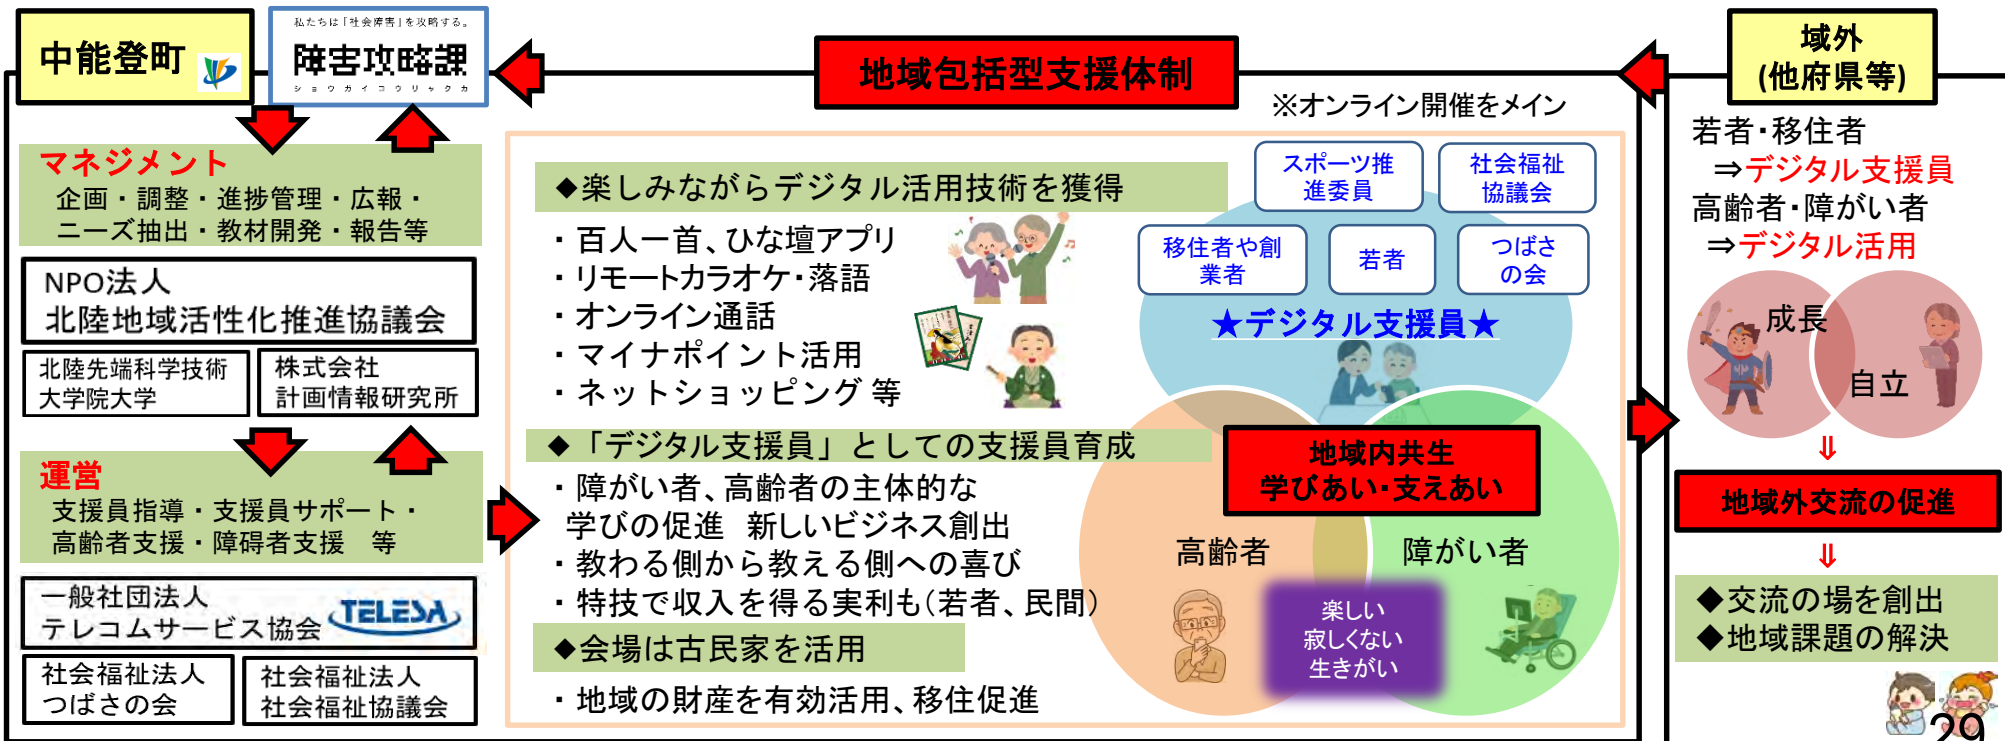 中能登町
私たちは「社会障害」を攻略する。
障害攻略課
ショウガイコウリャクカ
地域包括型支援体制
※オンライン開催をメイン
域外
(他府県等)
マネジメント
企画・調整・進捗管理・広報・
ニーズ抽出・教材開発・報告等
NPO法人
北陸地域活性化推進協議会
北陸先端科学技術
大学院大学
株式会社
計画情報研究所
運営
支援員指導・支援員サポート・
高齢者支援・障碍者支援 等
一般社団法人
テレコムサービス協会
TELESA
社会福祉法人
つばさの会
社会福祉法人
社会福祉協議会
◆楽しみながらデジタル活用技術を獲得
・百人一首、ひな壇アプリ
・リモートカラオケ・落語
・オンライン通話
・マイナポイント活用
・ネットショッピング 等
◆「デジタル支援員」としての支援員育成
・障がい者、高齢者の主体的な
学びの促進 新しいビジネス創出
・教わる側から教える側への喜び
・特技で収入を得る実利も(若者、民間)
◆会場は古民家を活用
・地域の財産を有効活用、移住促進
スポーツ推
進委員
社会福祉
協議会
移住者や創
業者
若者
つばさ
の会
★デジタル支援員★
地域内共生
学びあい・支えあい
高齢者
障がい者
楽しい
寂しくない
生きがい
若者・移住者
⇒デジタル支援員
高齢者・障がい者
⇒デジタル活用
成長
自立
⇓
地域外交流の促進
⇓
◆交流の場を創出
◆地域課題の解決
29